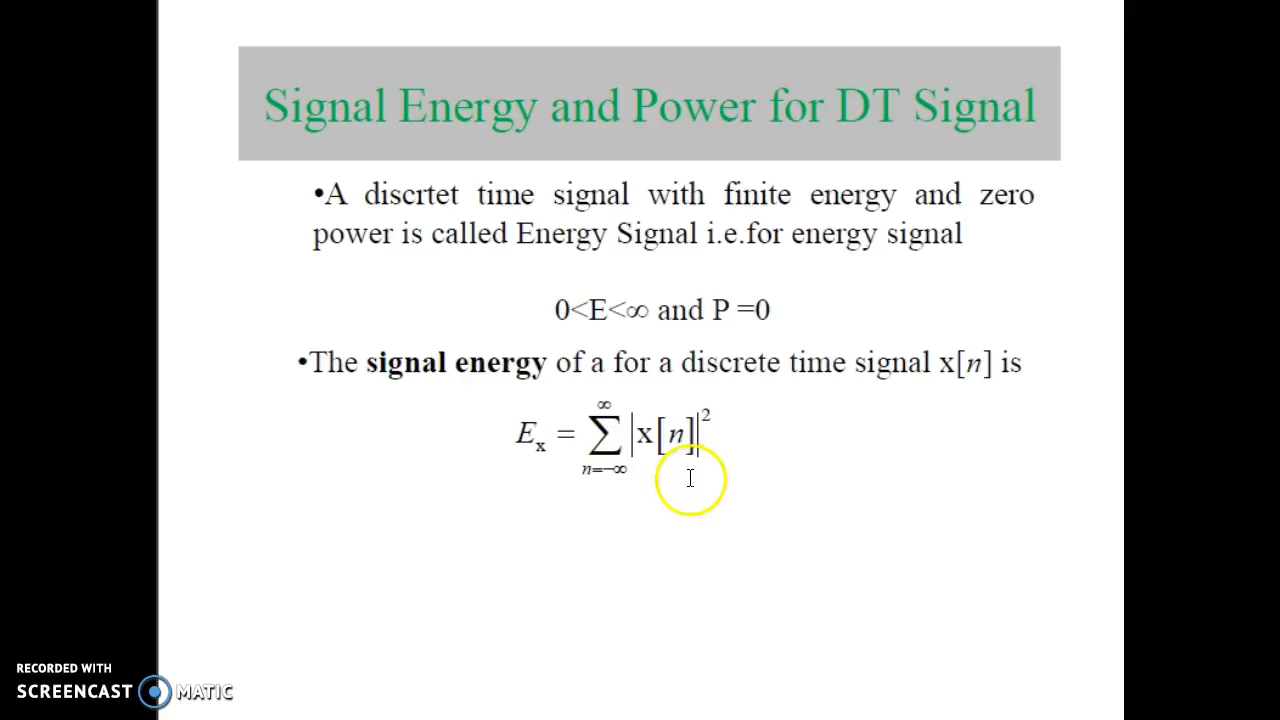 Signal Energy and Power for DT Signal
•A discrtet time signal with finite energy and zero
power is called Energy Signal i.e.for energy signal
0<E<∞ and P =0
•The signal energy of a for a discrete time signal x[n] is
Eₓ = ∑_{n=−∞}^{∞} |x[n]|²
RECORDED WITH
SCREENCAST MATIC